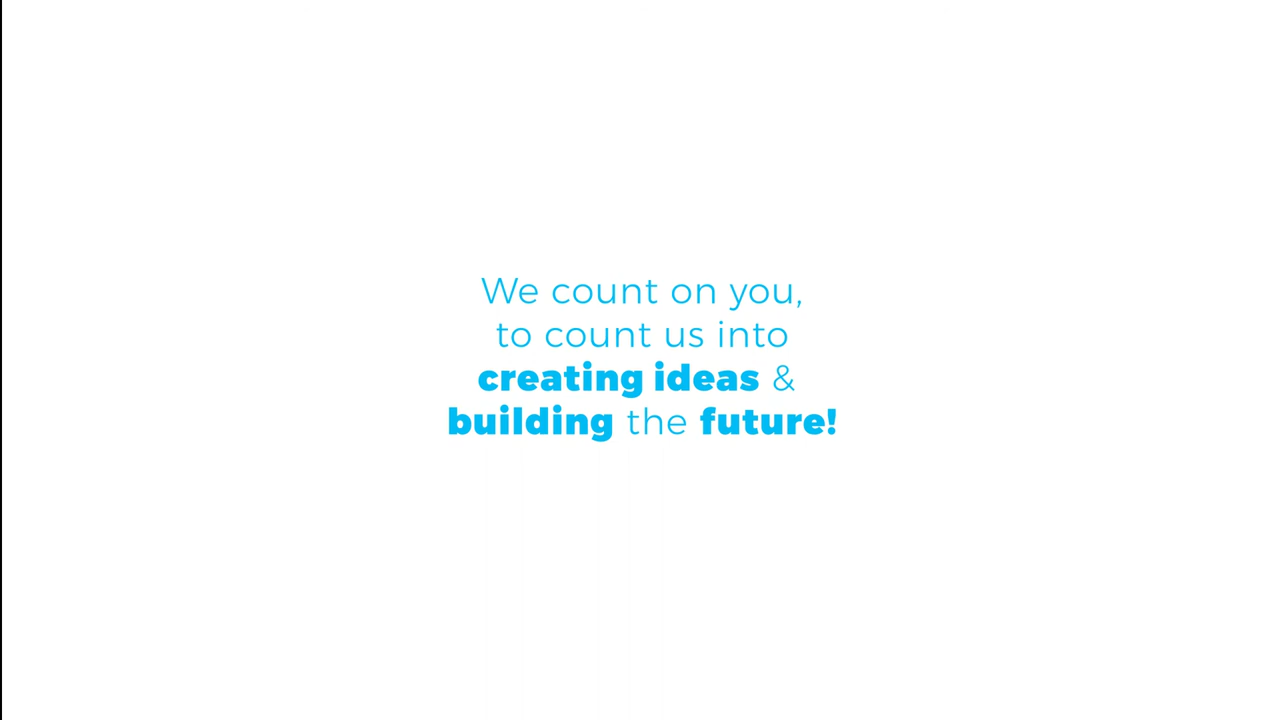 We count on you,
to count us into
creating ideas &
building the future!